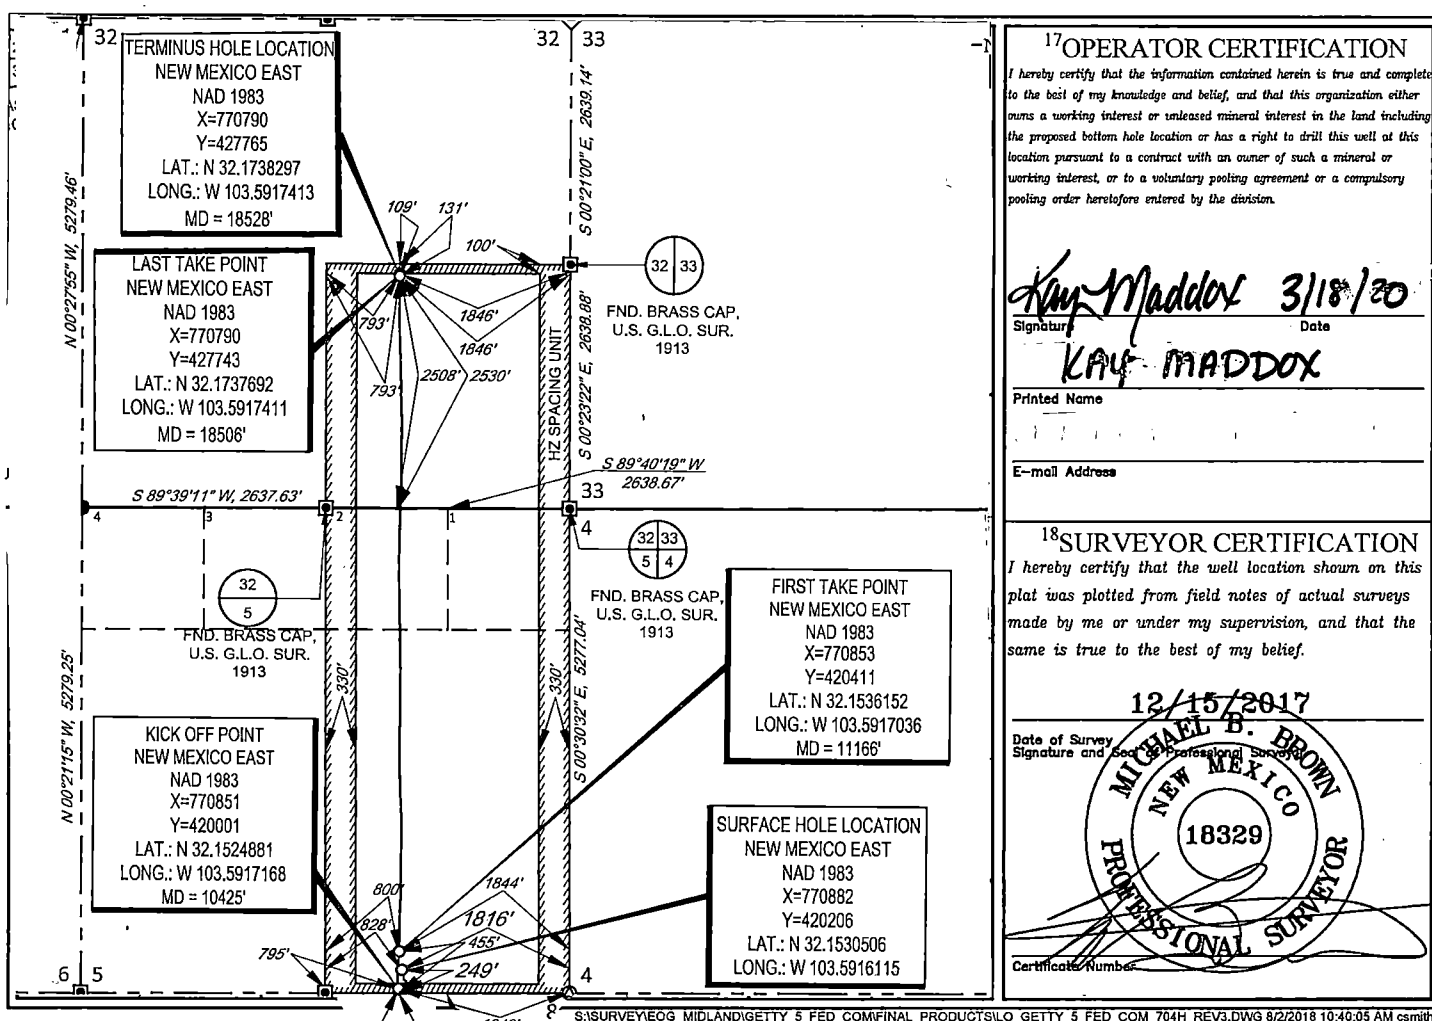 32
32 33
TERMINUS HOLE LOCATION
NEW MEXICO EAST
NAD 1983
X=770790
Y=427765
LAT.: N 32.1738297
LONG.: W 103.5917413
MD = 18528'
S 00°21'00" E, 2639.14'
N 00°27'55" W, 5279.46'
109' 131'
100'
LAST TAKE POINT
NEW MEXICO EAST
NAD 1983
X=770790
Y=427743
LAT.: N 32.1737692
LONG.: W 103.5917411
MD = 18506'
32 33
FND. BRASS CAP,
U.S. G.L.O. SUR.
1913
793'
1846'
1846'
793'
2508' 2530'
HZ SPACING UNIT
S 00°23'22" E, 2638.88'
S 89°40'19" W
2638.67'
S 89°39'11" W, 2637.63'
33
4 3 2 1
4
32 33
5 4
FND. BRASS CAP,
U.S. G.L.O. SUR.
1913
32
5
FND. BRASS CAP,
U.S. G.L.O. SUR.
1913
FIRST TAKE POINT
NEW MEXICO EAST
NAD 1983
X=770853
Y=420411
LAT.: N 32.1536152
LONG.: W 103.5917036
MD = 11166'
N 00°21'15" W, 5279.25'
330'
330'
S 00°30'32" E, 5277.04'
KICK OFF POINT
NEW MEXICO EAST
NAD 1983
X=770851
Y=420001
LAT.: N 32.1524881
LONG.: W 103.5917168
MD = 10425'
SURFACE HOLE LOCATION
NEW MEXICO EAST
NAD 1983
X=770882
Y=420206
LAT.: N 32.1530506
LONG.: W 103.5916115
800'
1844'
828'
1816'
795'
455'
249'
6 5
4
8
S:\SURVEY\EOG_MIDLAND\GETTY_5_FED_COM\FINAL_PRODUCTS\LO_GETTY_5_FED_COM_704H_REV3.DWG 8/2/2018 10:40:05 AM csmith
17 OPERATOR CERTIFICATION
I hereby certify that the information contained herein is true and complete
to the best of my knowledge and belief, and that this organization either
owns a working interest or unleased mineral interest in the land including
the proposed bottom hole location or has a right to drill this well at this
location pursuant to a contract with an owner of such a mineral or
working interest, or to a voluntary pooling agreement or a compulsory
pooling order heretofore entered by the division.
Kay Maddox 3/18/20
Signature Date
KAY MADDOX
Printed Name
E-mail Address
18 SURVEYOR CERTIFICATION
I hereby certify that the well location shown on this
plat was plotted from field notes of actual surveys
made by me or under my supervision, and that the
same is true to the best of my belief.
12/15/2017
Date of Survey
Signature and Seal of Professional Surveyor
MICHAEL B. BROWN
NEW MEXICO
18329
PROFESSIONAL SURVEYOR
Certificate Number